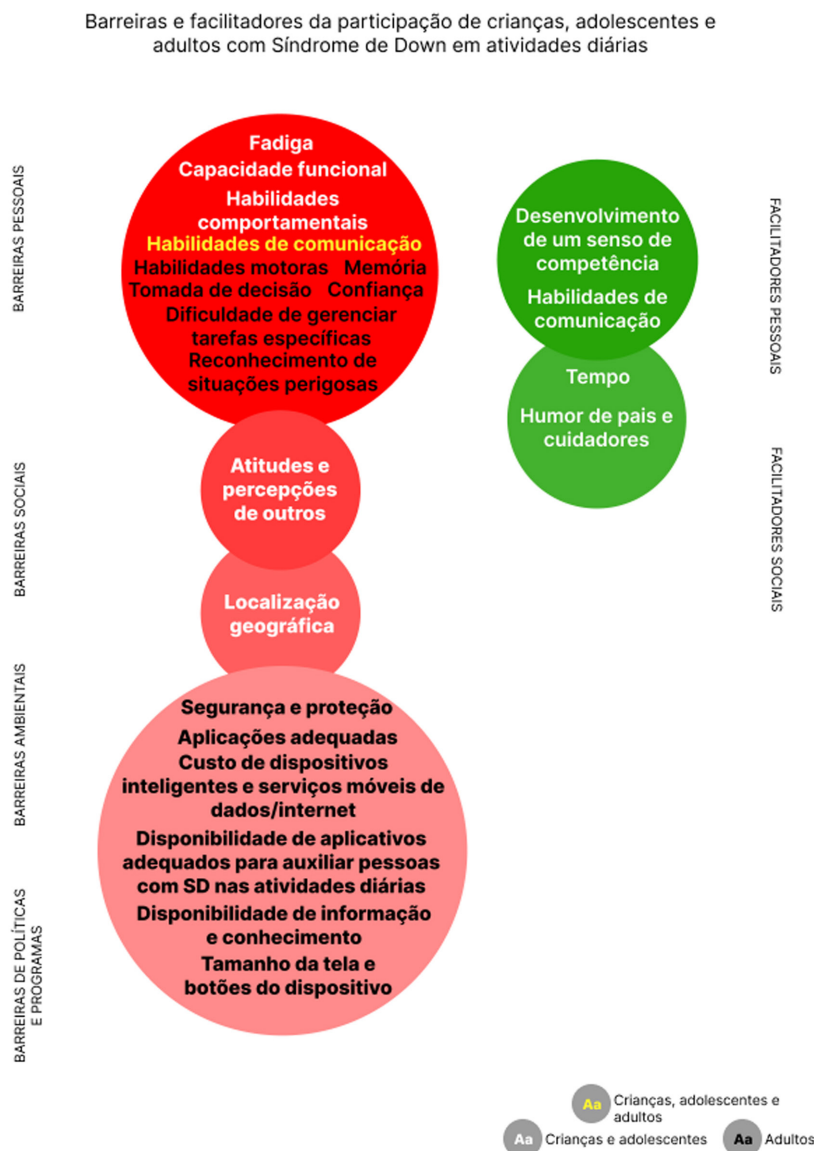 Barreiras e facilitadores da participação de crianças, adolescentes e
adultos com Síndrome de Down em atividades diárias
BARREIRAS PESSOAIS
Fadiga
Capacidade funcional
Habilidades
comportamentais
Habilidades de comunicação
Habilidades motoras Memória
Tomada de decisão Confiança
Dificuldade de gerenciar
tarefas específicas
Reconhecimento de
situações perigosas
BARREIRAS SOCIAIS
Atitudes e
percepções
de outros
BARREIRAS AMBIENTAIS
Localização
geográfica
BARREIRAS DE POLÍTICAS
E PROGRAMAS
Segurança e proteção
Aplicações adequadas
Custo de dispositivos
inteligentes e serviços móveis de
dados/internet
Disponibilidade de aplicativos
adequados para auxiliar pessoas
com SD nas atividades diárias
Disponibilidade de informação
e conhecimento
Tamanho da tela e
botões do dispositivo
FACILITADORES PESSOAIS
Desenvolvimento
de um senso de
competência
Habilidades de
comunicação
FACILITADORES SOCIAIS
Tempo
Humor de pais e
cuidadores
Aa Crianças, adolescentes e
adultos
Aa Crianças e adolescentes
Aa Adultos